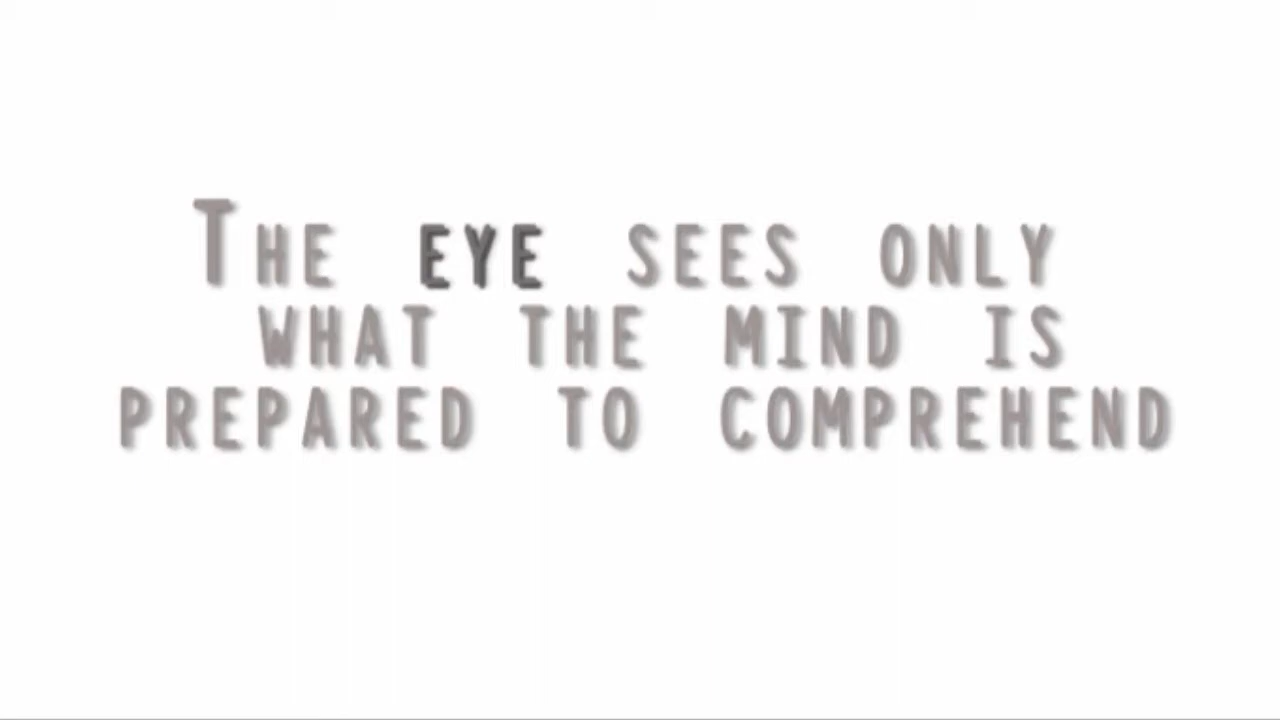 THE EYE SEES ONLY
WHAT THE MIND IS
PREPARED TO COMPREHEND